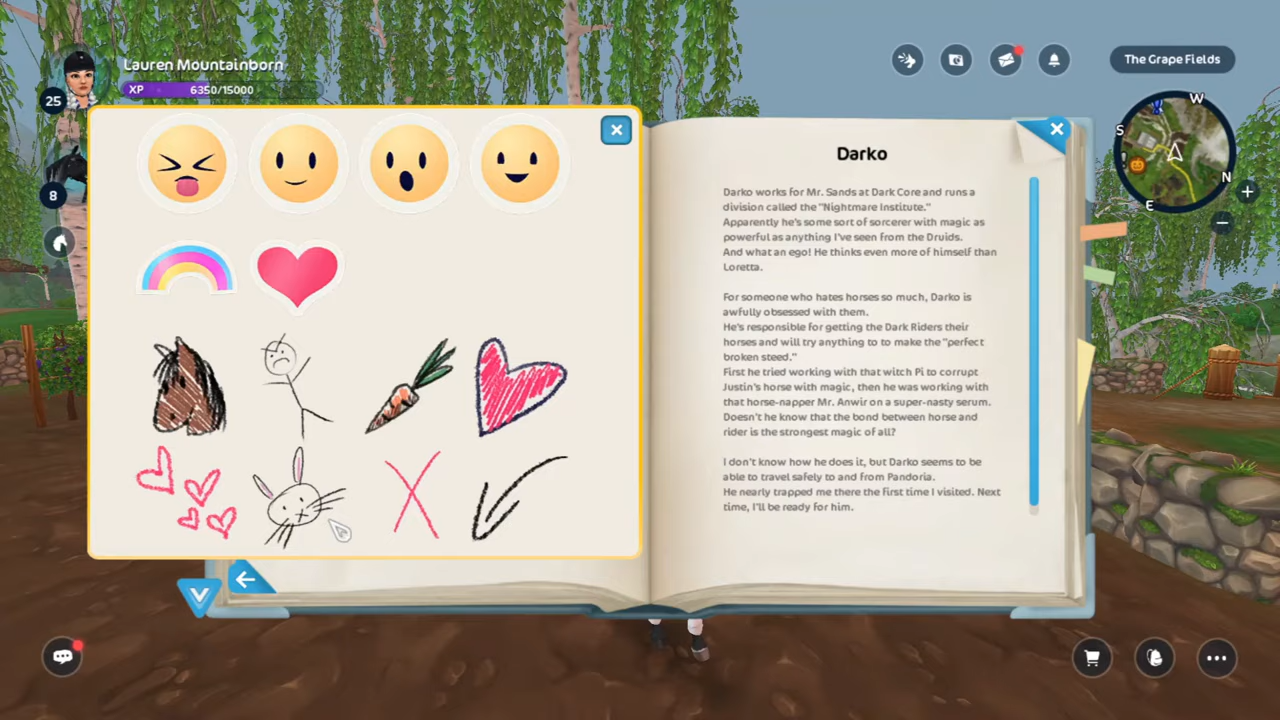 Lauren Mountainborn
XP 6350/15000
25
8
The Grape Fields
W
S
N
E
Darko
Darko works for Mr. Sands at Dark Core and runs a
division called the "Nightmare Institute."
Apparently he's some sort of sorcerer with magic as
powerful as anything I've seen from the Druids.
And what an ego! He thinks even more of himself than
Loretta.
For someone who hates horses so much, Darko is
awfully obsessed with them.
He's responsible for getting the Dark Riders their
horses and will try anything to to make the "perfect
broken steed."
First he tried working with that witch Pi to corrupt
Justin's horse with magic, then he was working with
that horse-napper Mr. Anwir on a super-nasty serum.
Doesn't he know that the bond between horse and
rider is the strongest magic of all?
I don't know how he does it, but Darko seems to be
able to travel safely to and from Pandoria.
He nearly trapped me there the first time I visited. Next
time, I'll be ready for him.